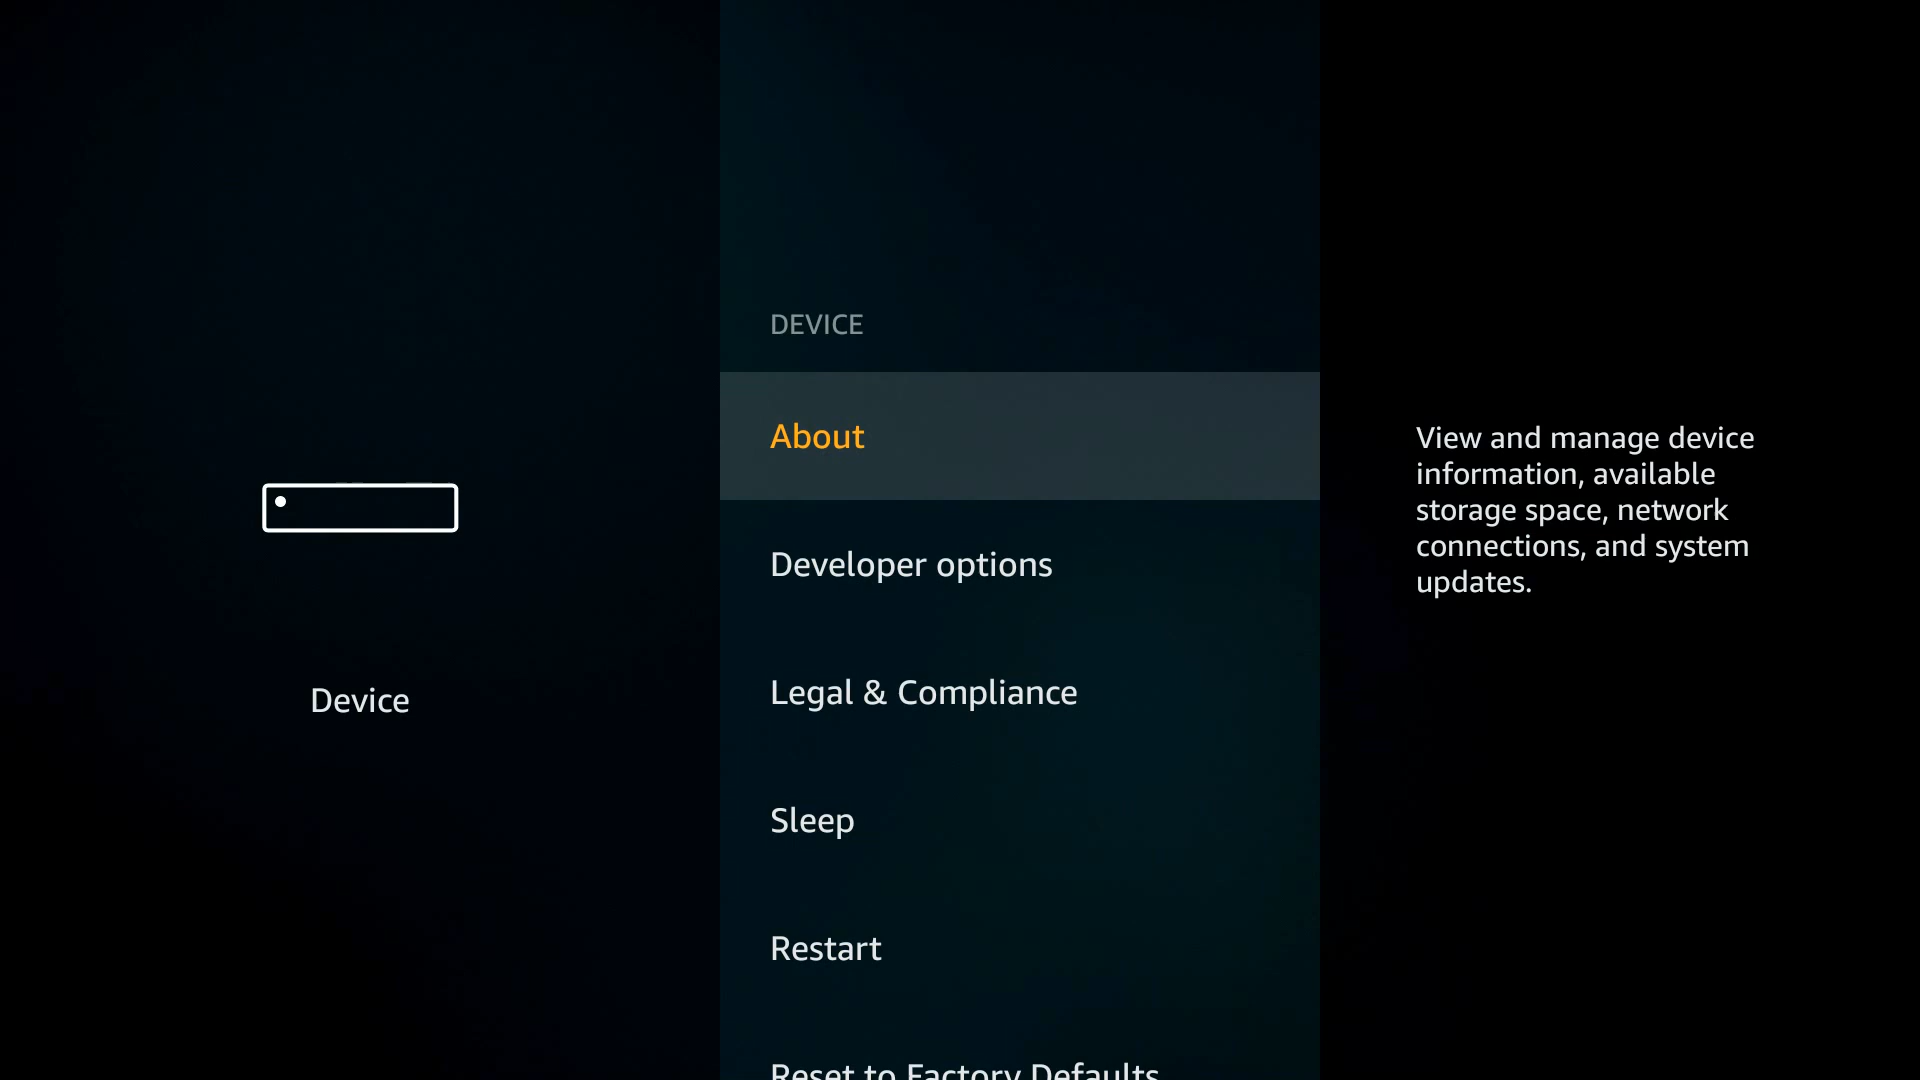 DEVICE
About
Developer options
Legal & Compliance
Sleep
Restart
Reset to Factory Defaults
Device
View and manage device
information, available
storage space, network
connections, and system
updates.